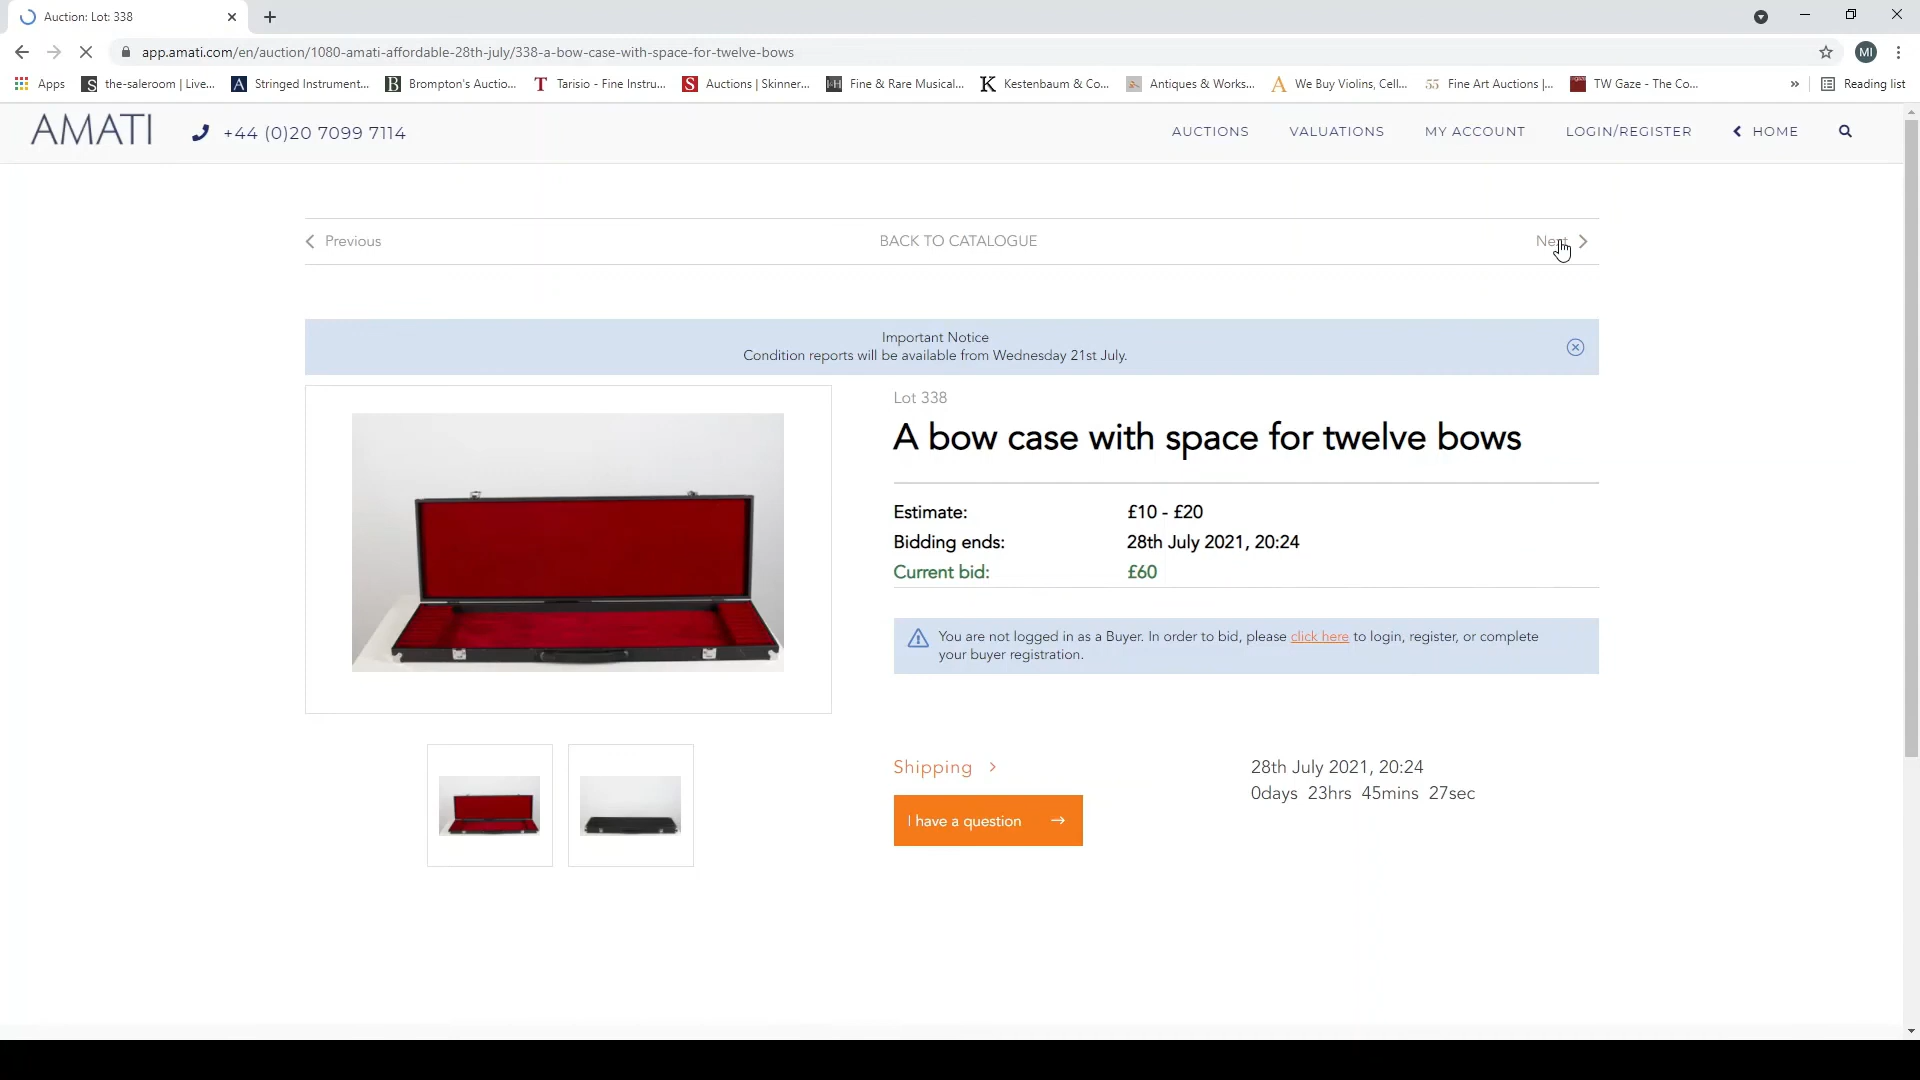 Auction: Lot: 338
app.amati.com/en/auction/1080-amati-affordable-28th-july/338-a-bow-case-with-space-for-twelve-bows
MI
Apps the-saleroom | Live... Stringed Instrument... Brompton's Auctio... Tarisio - Fine Instru... Auctions | Skinner... Fine & Rare Musical... Kestenbaum & Co... Antiques & Works... We Buy Violins, Cell... Fine Art Auctions |... TW Gaze - The Co... » Reading list
AMATI +44 (0)20 7099 7114 AUCTIONS VALUATIONS MY ACCOUNT LOGIN/REGISTER HOME
Previous BACK TO CATALOGUE Next
Important Notice
Condition reports will be available from Wednesday 21st July.
Lot 338
A bow case with space for twelve bows
Estimate: £10 - £20
Bidding ends: 28th July 2021, 20:24
Current bid: £60
You are not logged in as a Buyer. In order to bid, please click here to login, register, or complete
your buyer registration.
Shipping 28th July 2021, 20:24
0days 23hrs 45mins 27sec
I have a question